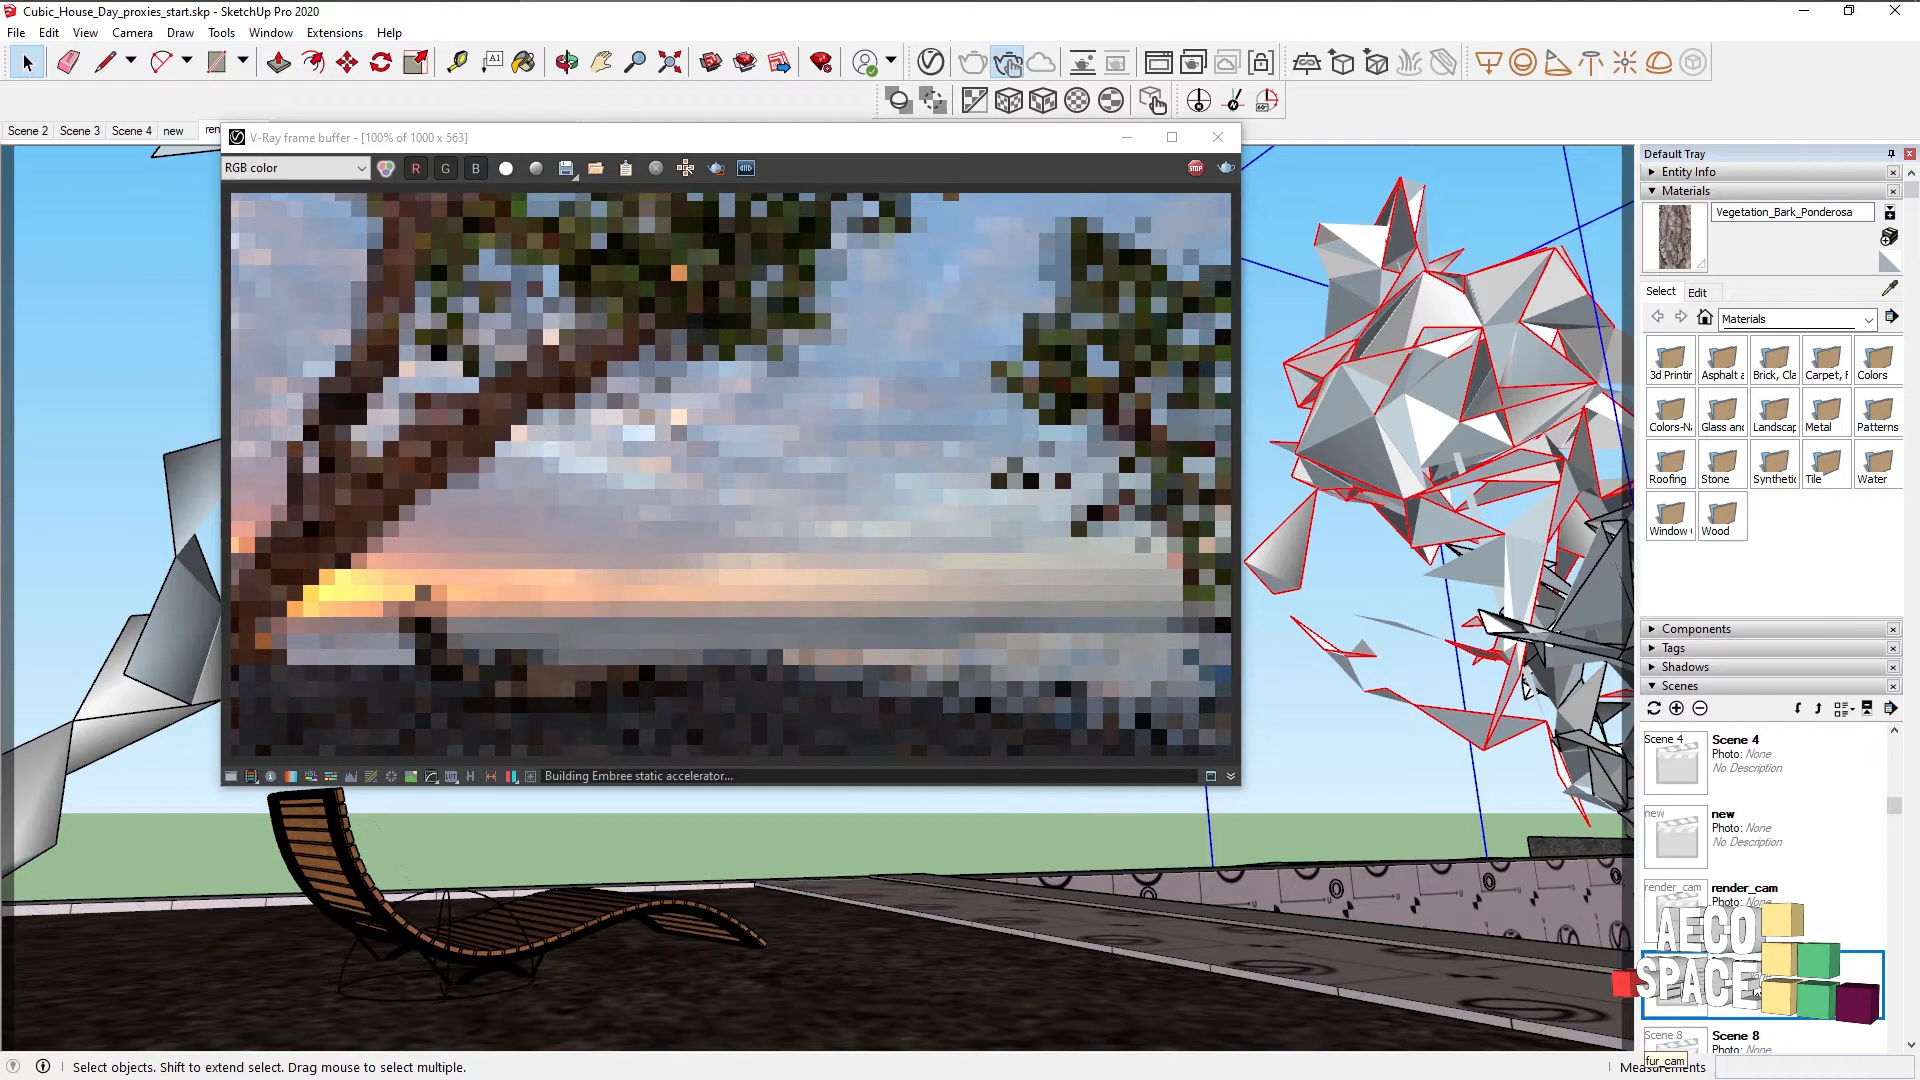 Cubic_House_Day_proxies_start.skp - SketchUp Pro 2020
File Edit View Camera Draw Tools Window Extensions Help
Scene 2 Scene 3 Scene 4 new
V-Ray frame buffer - [100% of 1000 x 563]
RGB color
R G B
STOP
Building Embree static accelerator...
Default Tray
Entity Info
Materials
Vegetation_Bark_Ponderosa
Select Edit
Materials
3d Printir Asphalt a Brick, Cla Carpet, F Colors
Colors-N Glass and Landscap Metal Patterns
Roofing Stone Synthetic Tile Water
Window Wood
Components
Tags
Shadows
Scenes
Scene 4 Scene 4
Photo: None
No Description
new new
Photo: None
No Description
render_cam render_cam
Photo: None
AECO
SPACE
Scene 8 Scene 8
Photo: None
fur_cam
Select objects. Shift to extend select. Drag mouse to select multiple.
Measurements